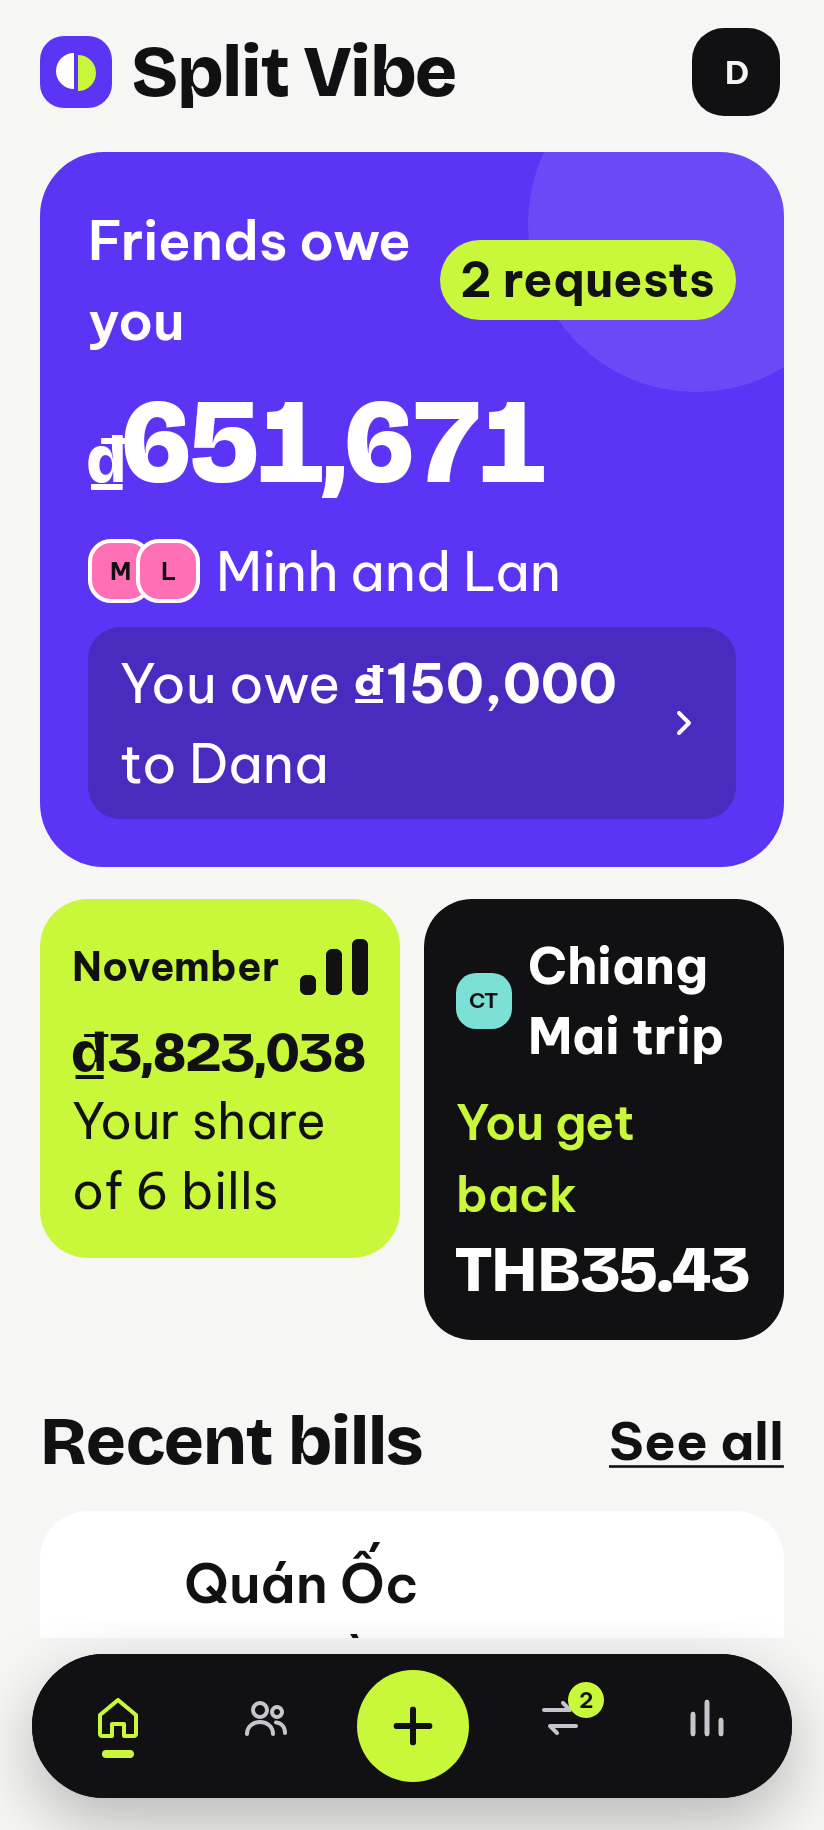 Split Vibe
D
Friends owe
you
2 requests
₫651,671
M L Minh and Lan
You owe ₫150,000
to Dana
November
₫3,823,038
Your share
of 6 bills
CT
Chiang
Mai trip
You get
back
THB35.43
Recent bills
See all
Quán Ốc
2